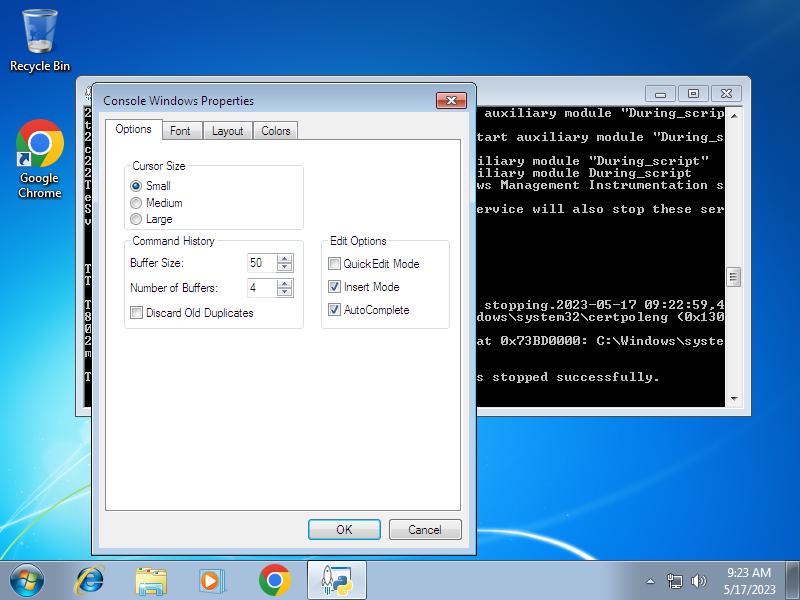 Recycle Bin
Google
Chrome
Console Windows Properties
Options
Font
Layout
Colors
Cursor Size
Small
Medium
Large
Command History
Buffer Size:
50
Number of Buffers:
4
Discard Old Duplicates
Edit Options
QuickEdit Mode
Insert Mode
AutoComplete
OK
Cancel
auxiliary module "During_scrip
tart auxiliary module "During_s
iliary module "During_script"
iliary module During_script
ws Management Instrumentation s
ervice will also stop these ser
stopping.2023-05-17 09:22:59,4
dows\system32\certpoleng (0x130
at 0x73BD0000: C:\Windows\syste
s stopped successfully.
9:23 AM
5/17/2023